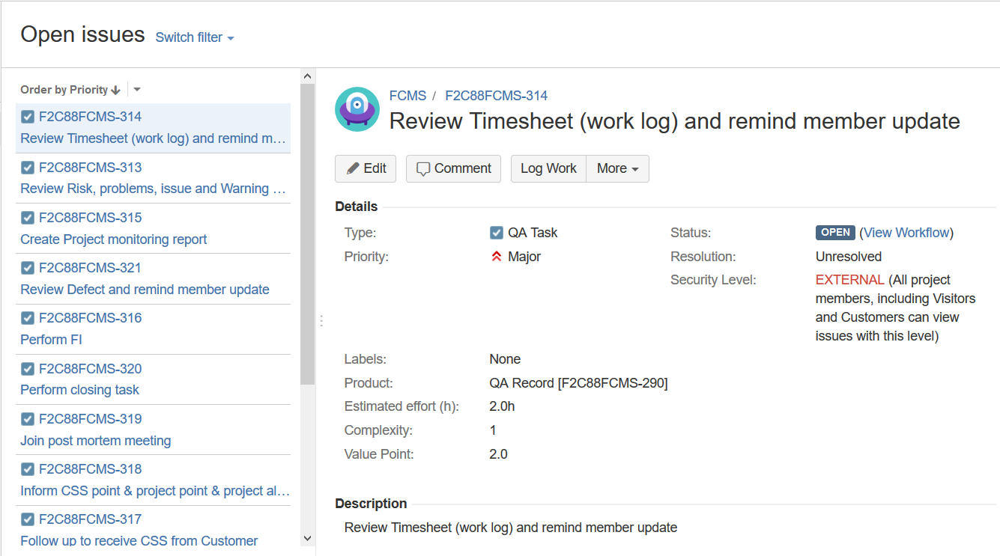 Open issues Switch filter
Order by Priority
F2C88FCMS-314
Review Timesheet (work log) and remind m…
F2C88FCMS-313
Review Risk, problems, issue and Warning …
F2C88FCMS-315
Create Project monitoring report
F2C88FCMS-321
Review Defect and remind member update
F2C88FCMS-316
Perform FI
F2C88FCMS-320
Perform closing task
F2C88FCMS-319
Join post mortem meeting
F2C88FCMS-318
Inform CSS point & project point & project al…
F2C88FCMS-317
Follow up to receive CSS from Customer
FCMS / F2C88FCMS-314
Review Timesheet (work log) and remind member update
Edit Comment Log Work More
Details
Type: QA Task
Priority: Major
Status: OPEN (View Workflow)
Resolution: Unresolved
Security Level: EXTERNAL (All project
members, including Visitors
and Customers can view
issues with this level)
Labels: None
Product: QA Record [F2C88FCMS-290]
Estimated effort (h): 2.0h
Complexity: 1
Value Point: 2.0
Description
Review Timesheet (work log) and remind member update